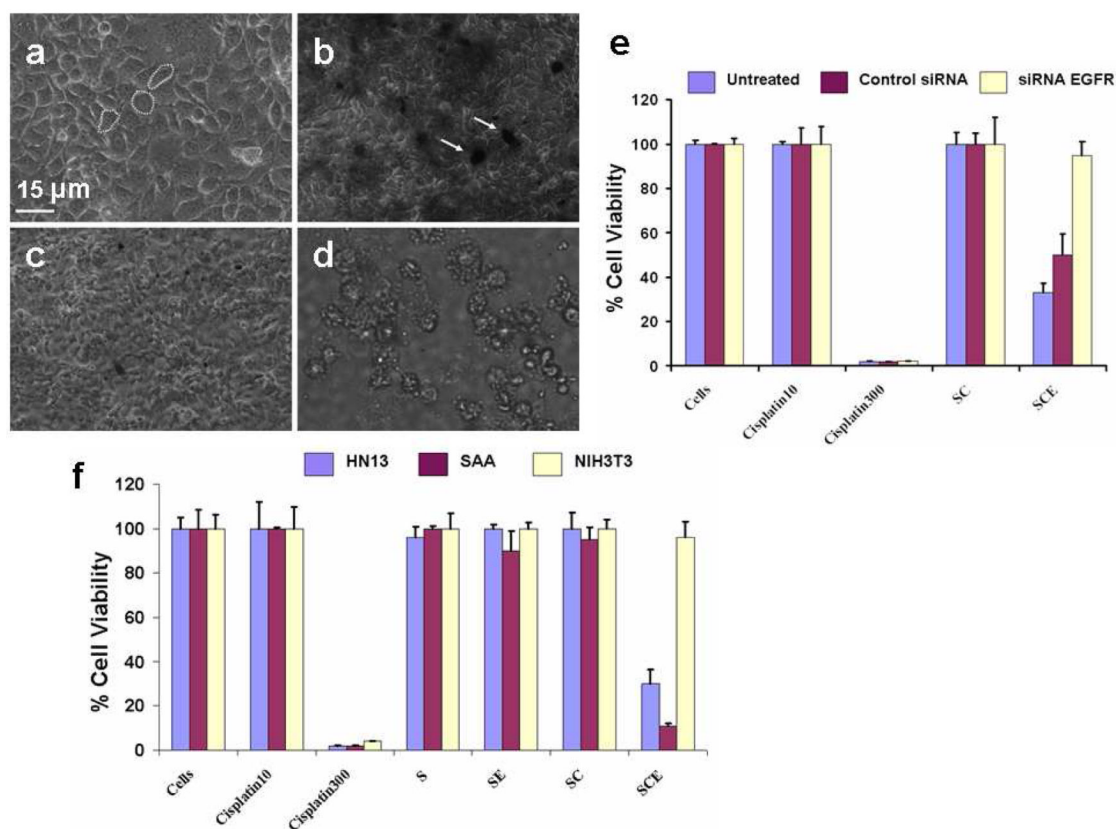 a
b
15 µm
c
d
e
Untreated Control siRNA siRNA EGFR
120
100
80
60
40
20
0
% Cell Viability
Cells
Cisplatin10
Cisplatin300
SC
SCE
f
HN13 SAA NIH3T3
120
100
80
60
40
20
0
% Cell Viability
Cells
Cisplatin10
Cisplatin300
S
SE
SC
SCE